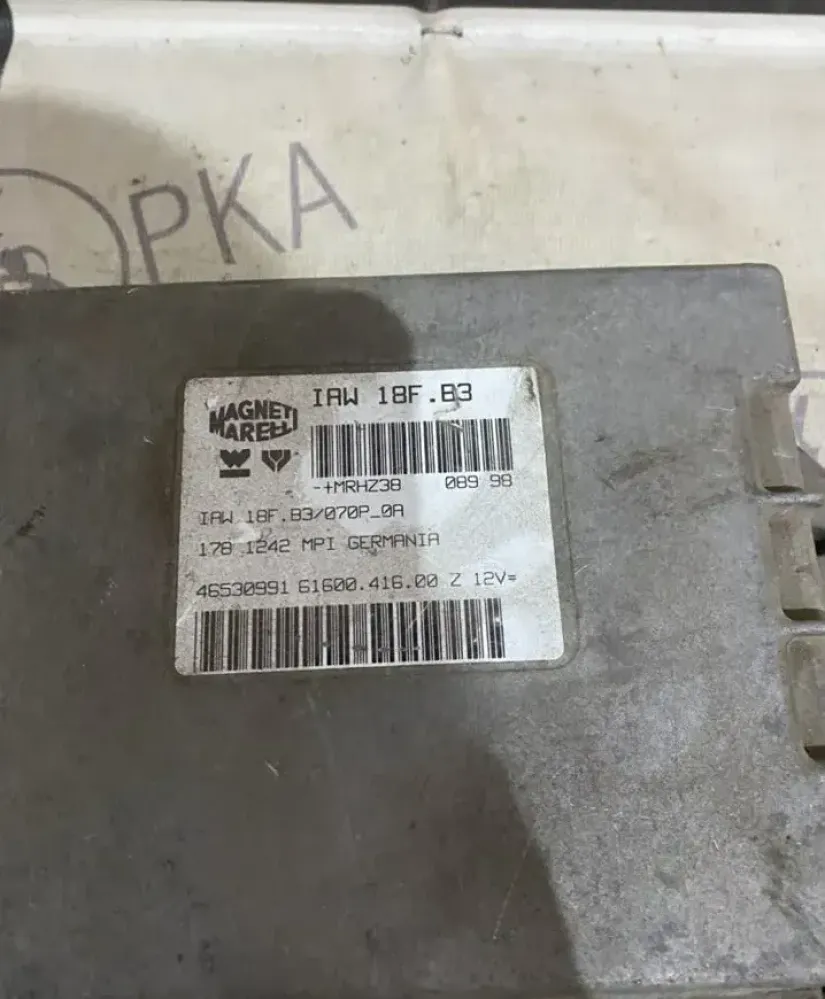 РКА
IAW 18F.B3
MAGNETI
MARELLI
-+MRHZ38 089 98
IAW 18F.B3/070P_0A
178 1242 MPI GERMANIA
46530991 61600.416.00 Z 12V=